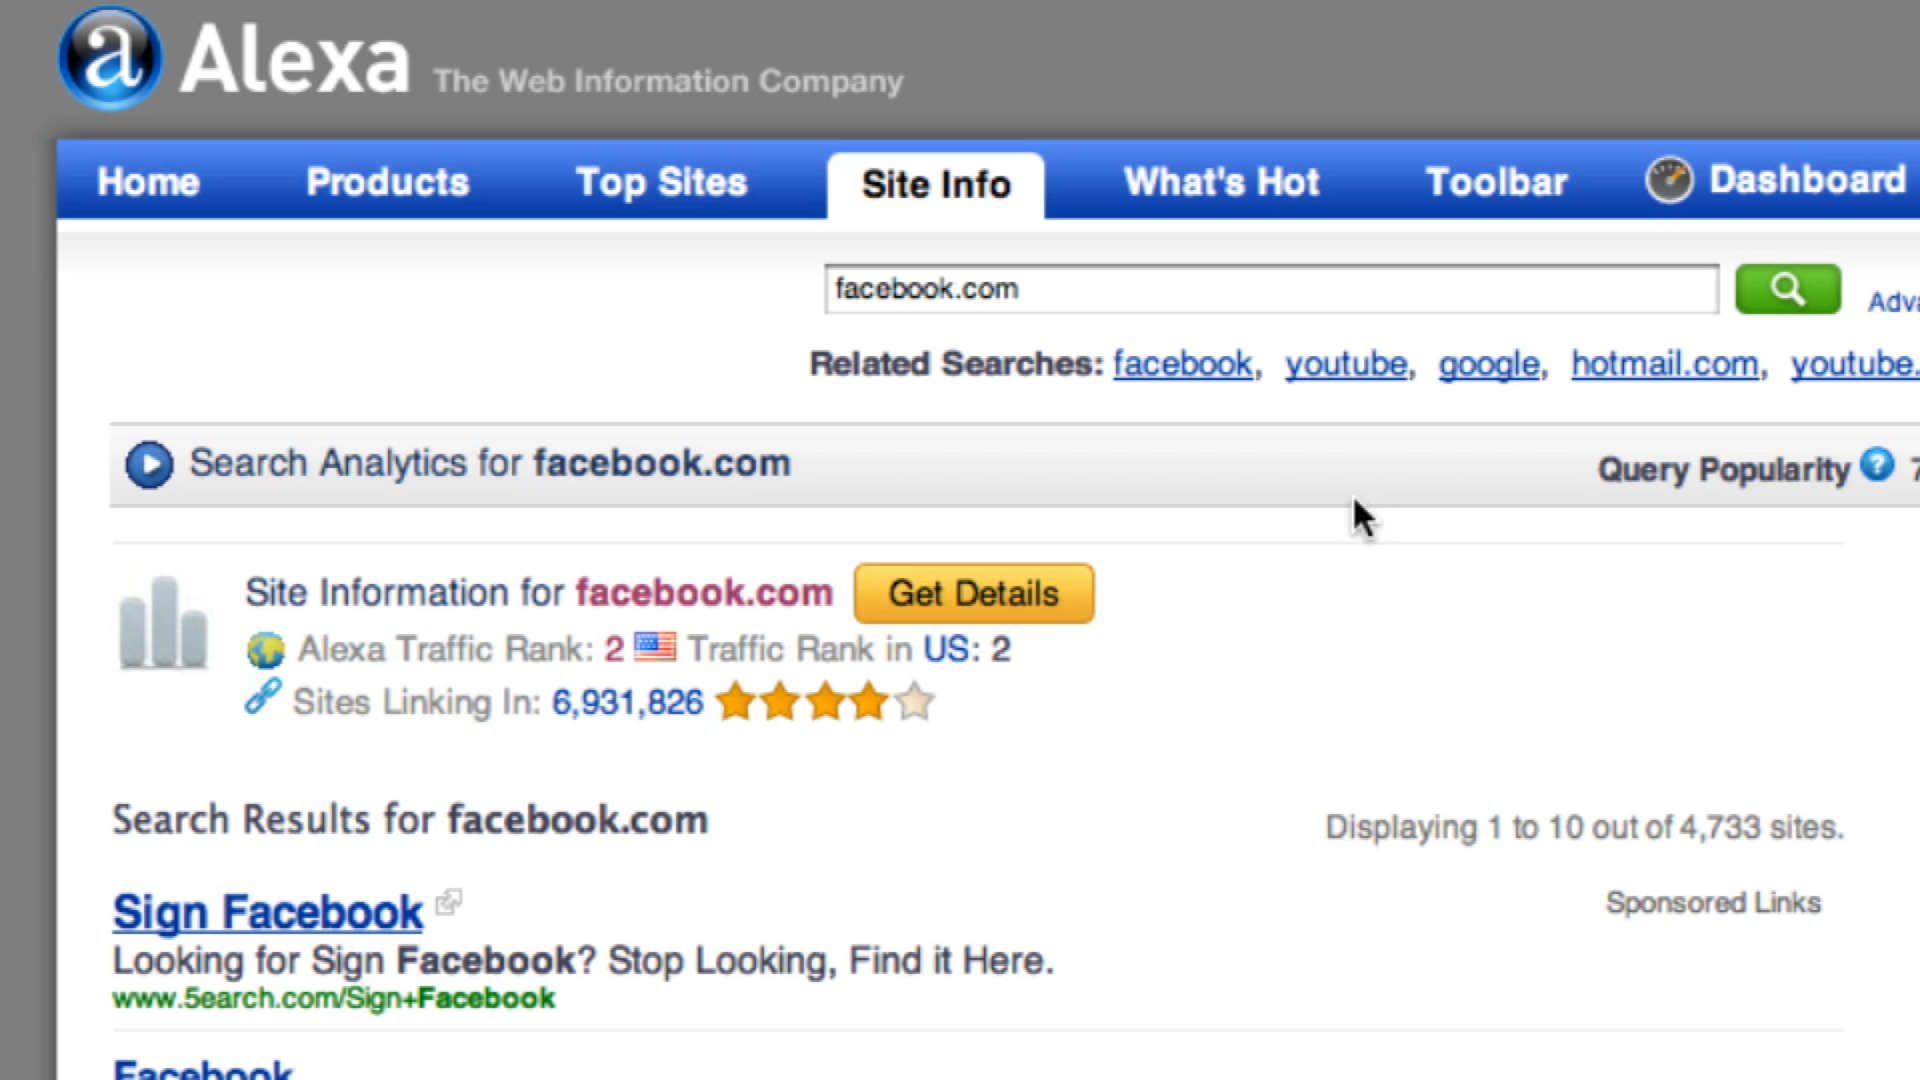 a Alexa The Web Information Company
Home Products Top Sites Site Info What's Hot Toolbar Dashboard
facebook.com
Related Searches: facebook, youtube, google, hotmail.com, youtube.
Search Analytics for facebook.com Query Popularity ?
Site Information for facebook.com Get Details
Alexa Traffic Rank: 2 Traffic Rank in US: 2
Sites Linking In: 6,931,826
Search Results for facebook.com Displaying 1 to 10 out of 4,733 sites.
Sign Facebook Sponsored Links
Looking for Sign Facebook? Stop Looking, Find it Here.
www.5earch.com/Sign+Facebook
Facebook